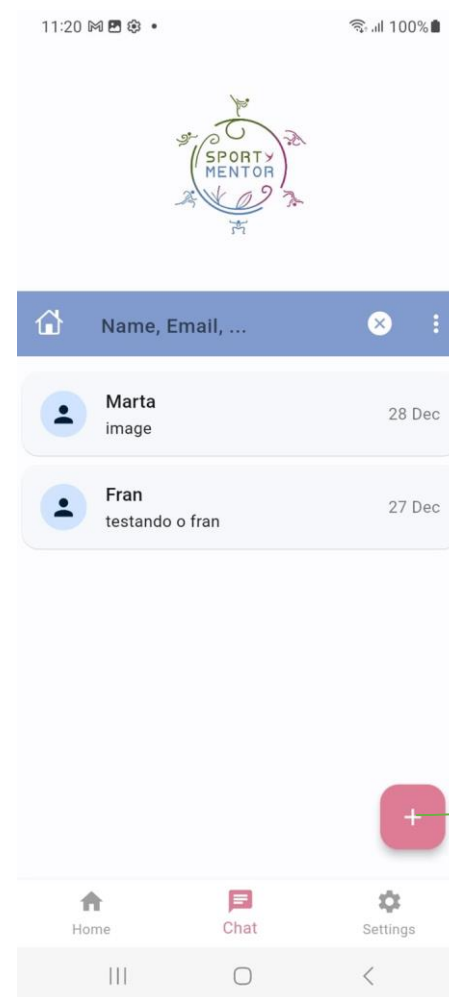 11:20
100%
SPORTY
MENTOR
Name, Email, ...
Marta
28 Dec
image
Fran
27 Dec
testando o fran
+
Home
Chat
Settings